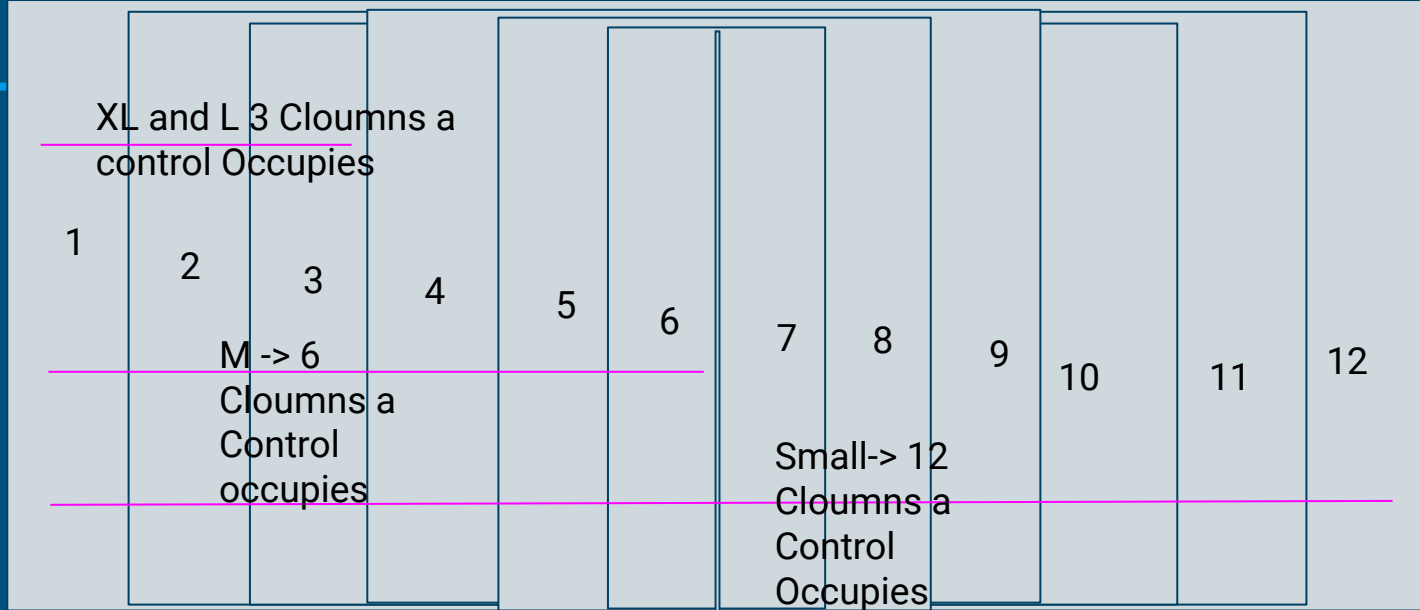 XL and L 3 Cloumns a
control Occupies
1
2
3
4
5
6
7
8
9
10
11
12
M -> 6
Cloumns a
Control
occupies
Small-> 12
Cloumns a
Control
Occupies